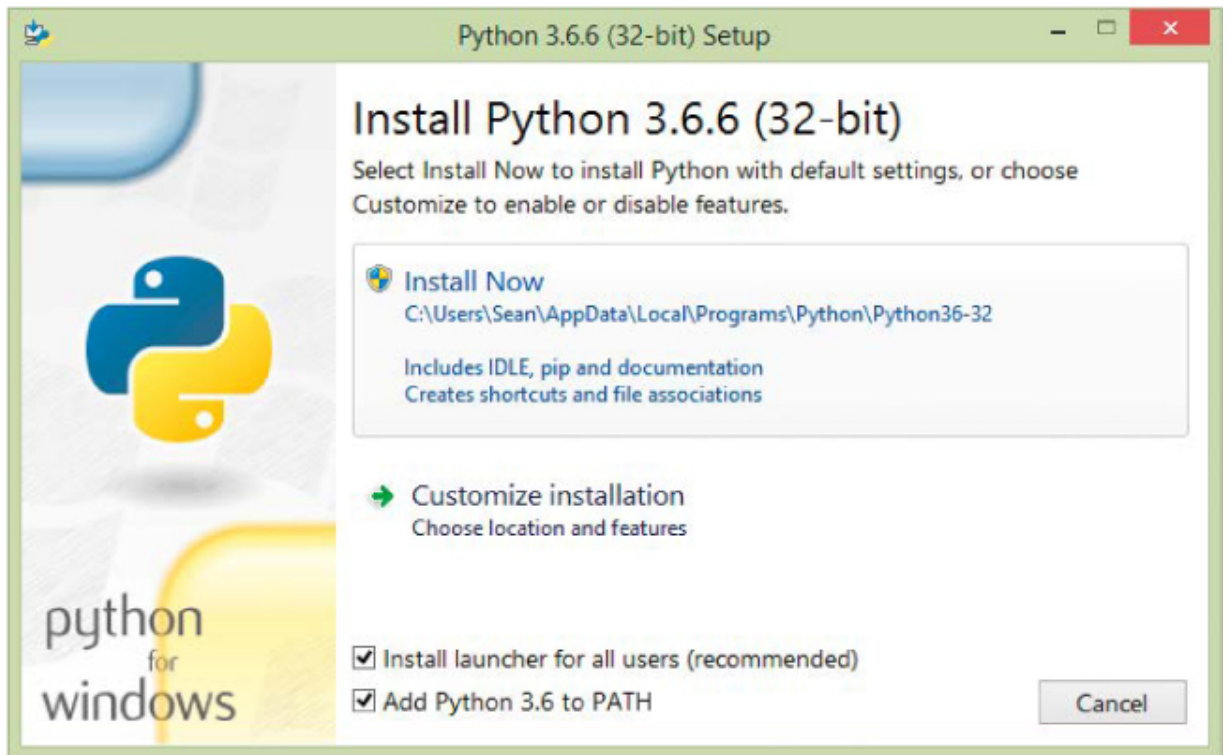 Python 3.6.6 (32-bit) Setup
Install Python 3.6.6 (32-bit)
Select Install Now to install Python with default settings, or choose
Customize to enable or disable features.
Install Now
C:\Users\Sean\AppData\Local\Programs\Python\Python36-32
Includes IDLE, pip and documentation
Creates shortcuts and file associations
Customize installation
Choose location and features
python
for
windows
Install launcher for all users (recommended)
Add Python 3.6 to PATH
Cancel